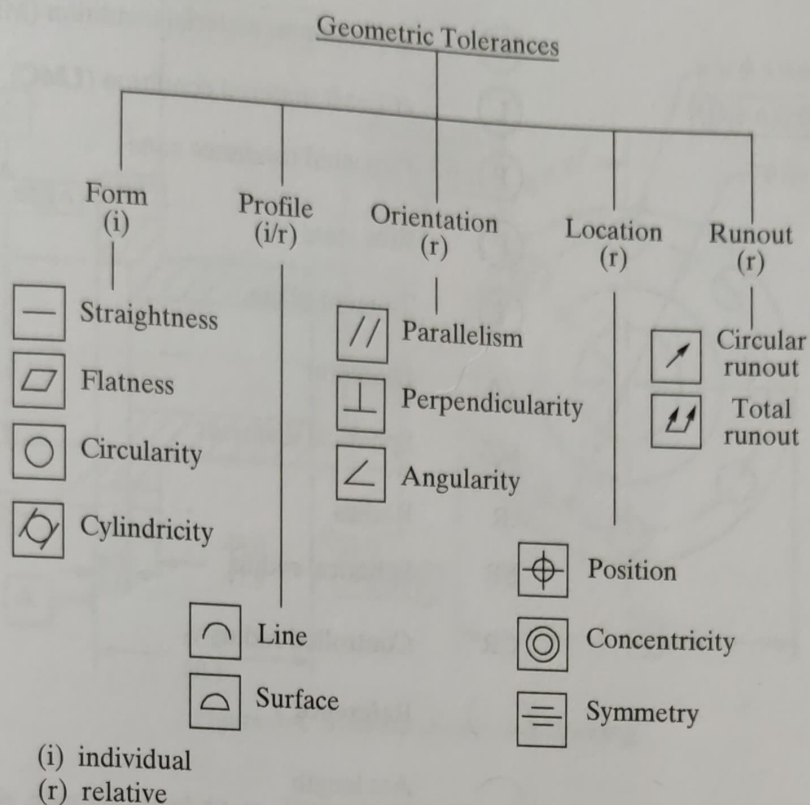 Geometric Tolerances
Form
(i)
Profile
(i/r)
Orientation
(r)
Location
(r)
Runout
(r)
Straightness
Flatness
Circularity
Cylindricity
Line
Surface
Parallelism
Perpendicularity
Angularity
Position
Concentricity
Symmetry
Circular
runout
Total
runout
(i) individual
(r) relative